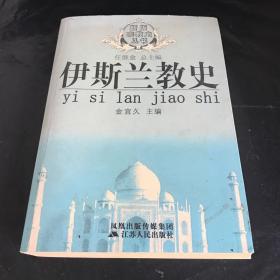 任继愈 总主编
伊斯兰教史
yi si lan jiao shi
金宜久 主编
凤凰出版传媒集团
江苏人民出版社